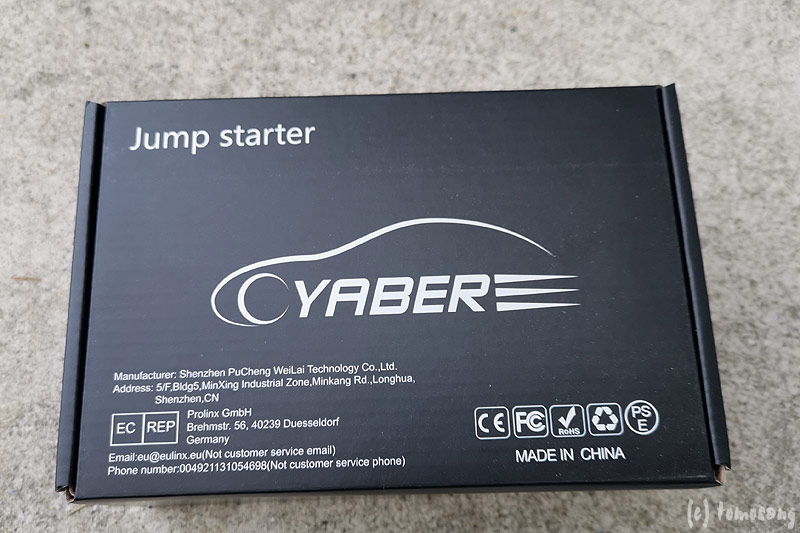 Jump starter
YABER
Manufacturer: Shenzhen PuCheng WeiLai Technology Co.,Ltd.
Address: 5/F,Bldg5,MinXing Industrial Zone,Minkang Rd.,Longhua,
Shenzhen,CN
EC REP
Prolinx GmbH
Brehmstr. 56, 40239 Duesseldorf
Germany
Email:eu@eulinx.eu(Not customer service email)
Phone number:004921131054698(Not customer service phone)
CE FC RoHS PS E
MADE IN CHINA
(c) tomorang